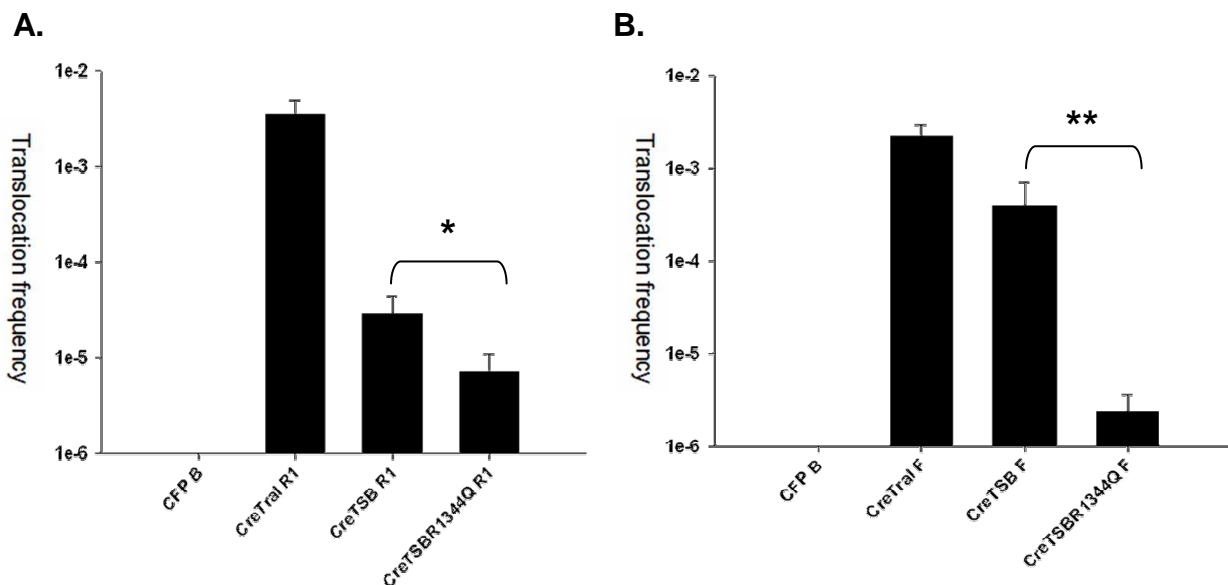 A.
Translocation frequency
1e-2
1e-3
1e-4
1e-5
1e-6
*
CFP B
CreTraI R1
CreTSB R1
CreTSBR1344Q R1
B.
Translocation frequency
1e-2
1e-3
1e-4
1e-5
1e-6
**
CFP B
CreTraI F
CreTSB F
CreTSBR1344Q F